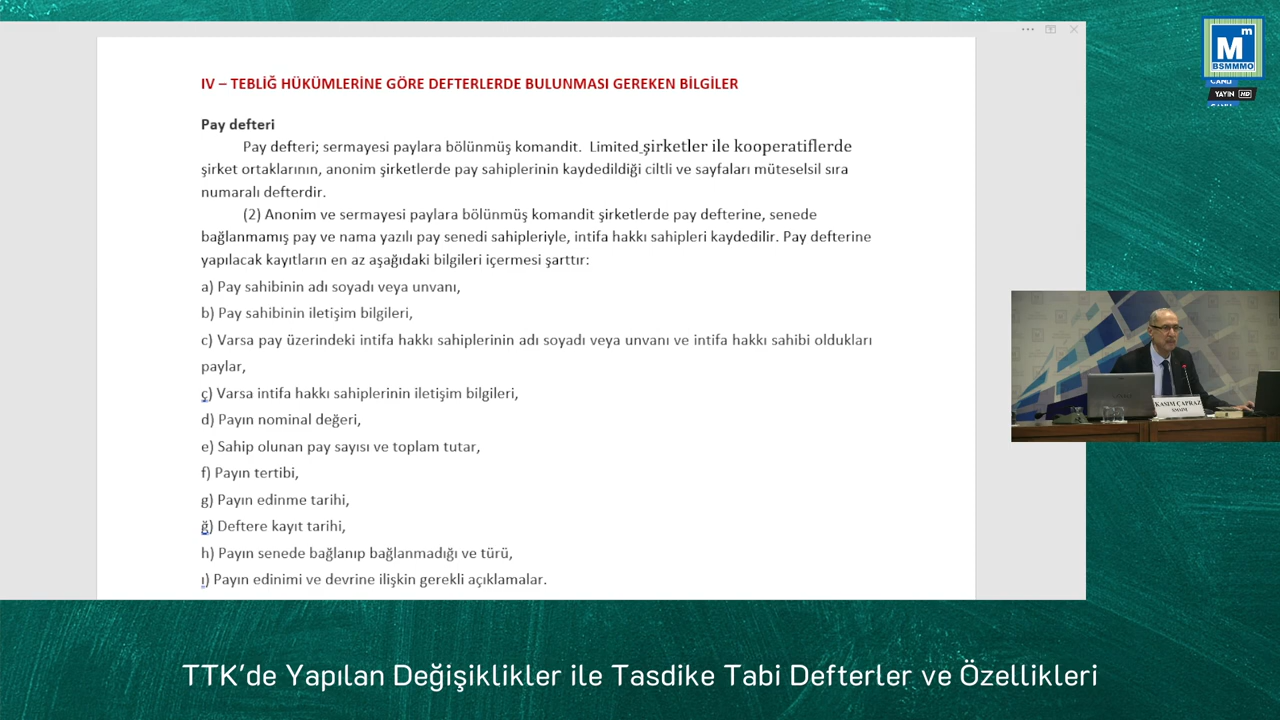 IV – TEBLİĞ HÜKÜMLERİNE GÖRE DEFTERLERDE BULUNMASI GEREKEN BİLGİLER
Pay defteri
Pay defteri; sermayesi paylara bölünmüş komandit. Limited şirketler ile kooperatiflerde
şirket ortaklarının, anonim şirketlerde pay sahiplerinin kaydedildiği ciltli ve sayfaları müteselsil sıra
numaralı defterdir.
(2) Anonim ve sermayesi paylara bölünmüş komandit şirketlerde pay defterine, senede
bağlanmamış pay ve nama yazılı pay senedi sahipleriyle, intifa hakkı sahipleri kaydedilir. Pay defterine
yapılacak kayıtların en az aşağıdaki bilgileri içermesi şarttır:
a) Pay sahibinin adı soyadı veya unvanı,
b) Pay sahibinin iletişim bilgileri,
c) Varsa pay üzerindeki intifa hakkı sahiplerinin adı soyadı veya unvanı ve intifa hakkı sahibi oldukları
paylar,
ç) Varsa intifa hakkı sahiplerinin iletişim bilgileri,
d) Payın nominal değeri,
e) Sahip olunan pay sayısı ve toplam tutar,
f) Payın tertibi,
g) Payın edinme tarihi,
ğ) Deftere kayıt tarihi,
h) Payın senede bağlanıp bağlanmadığı ve türü,
ı) Payın edinimi ve devrine ilişkin gerekli açıklamalar.
Mm
BSMMMO
CANLI
YAYIN HD
KASIM ÇAPRAZ
SMMM
TTK'de Yapılan Değişiklikler ile Tasdike Tabi Defterler ve Özellikleri